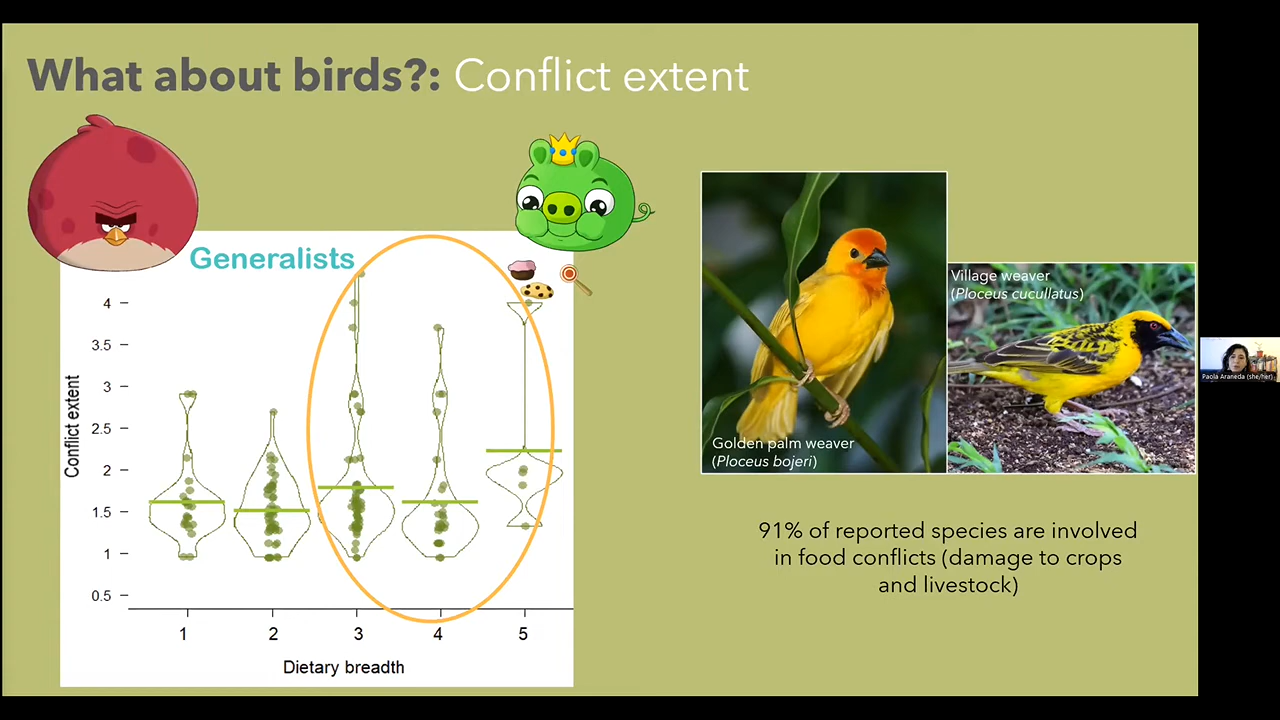 What about birds?: Conflict extent
Generalists
4
3.5
3
2.5
2
1.5
1
0.5
Conflict extent
1 2 3 4 5
Dietary breadth
Golden palm weaver
(Ploceus bojeri)
Village weaver
(Ploceus cucullatus)
91% of reported species are involved
in food conflicts (damage to crops
and livestock)
Paola Araneda (she/her)